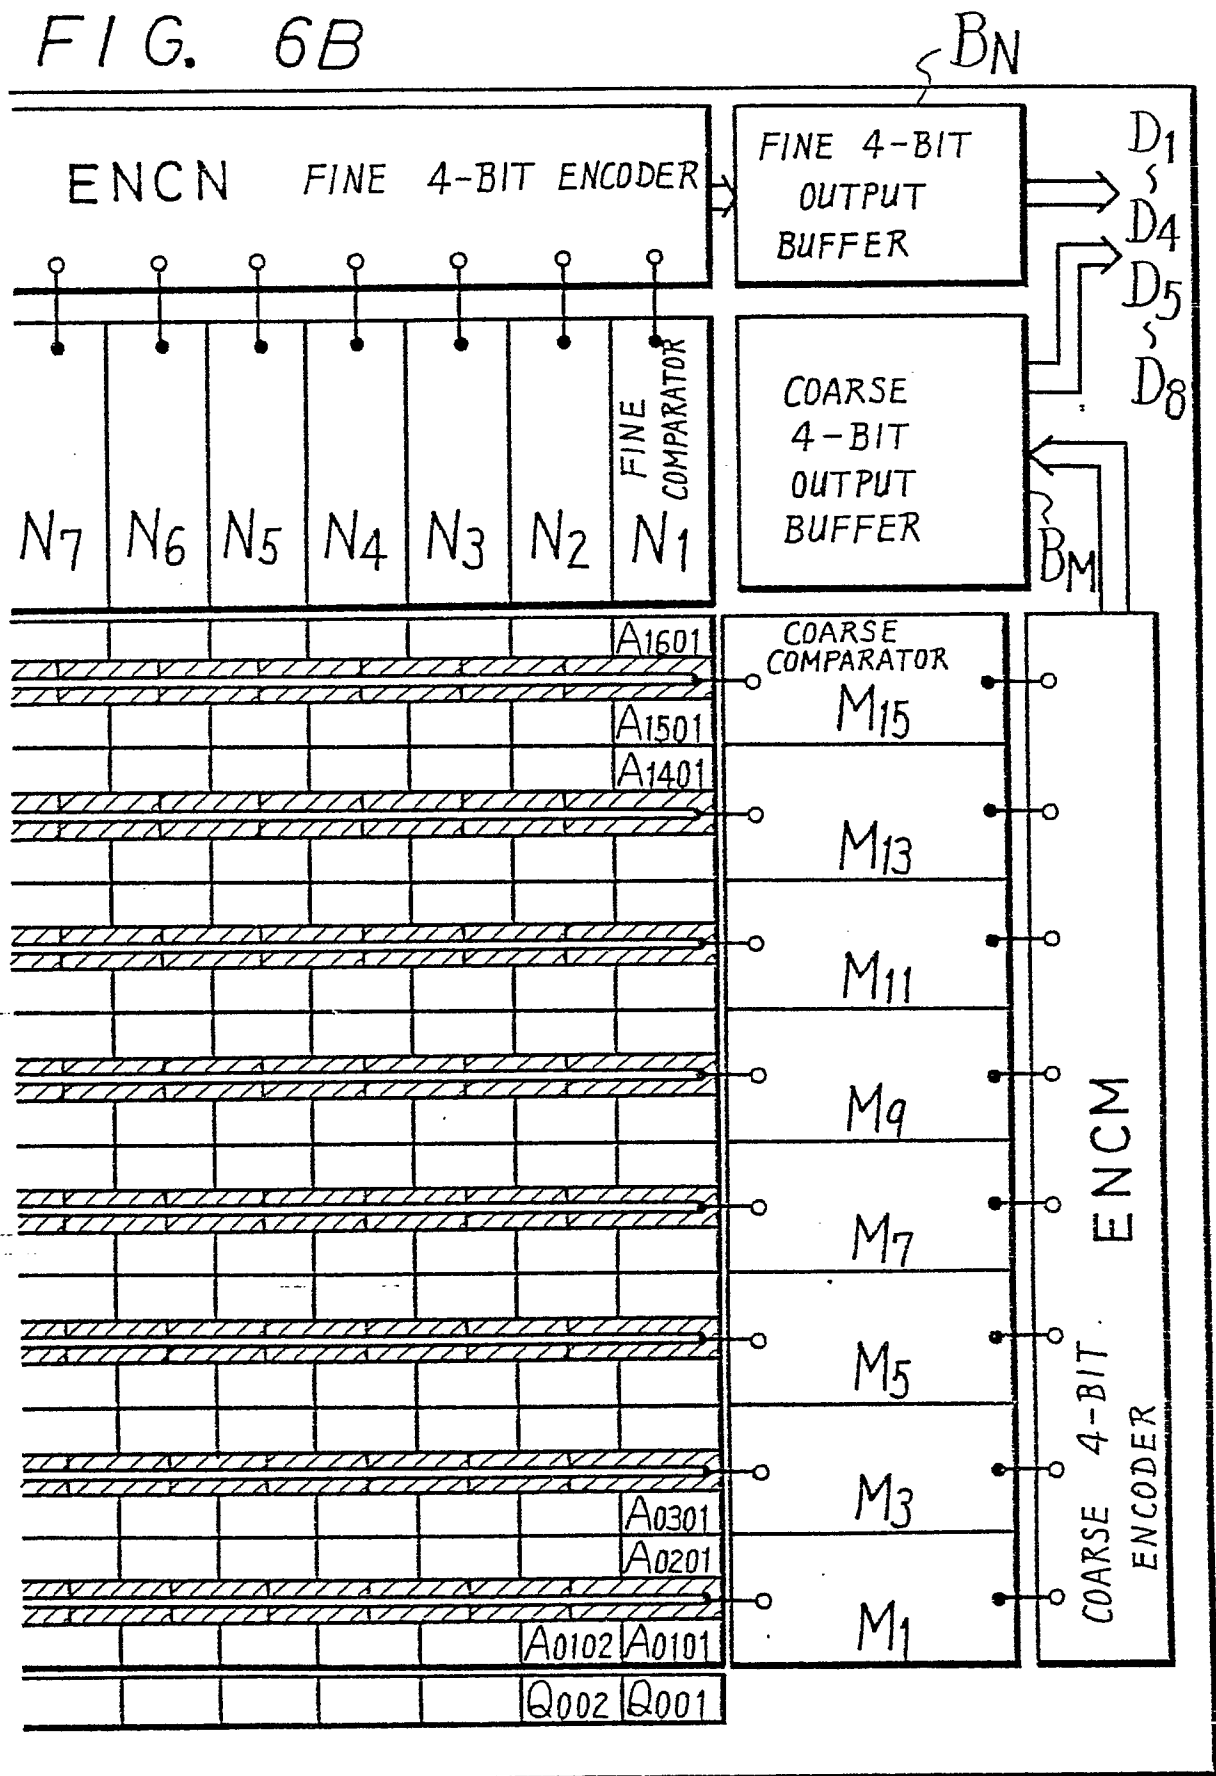 FIG. 6B
BN
ENCN FINE 4-BIT ENCODER
FINE 4-BIT
OUTPUT
BUFFER
D1
D4
D5
D8
FINE
COMPARATOR
N7 N6 N5 N4 N3 N2 N1
COARSE
4-BIT
OUTPUT
BUFFER
BM
A1601
COARSE
COMPARATOR
M15
A1501
A1401
M13
M11
M9
M7
M5
M3
A0301
A0201
M1
A0102 A0101
Q002 Q001
ENCM
COARSE 4-BIT
ENCODER